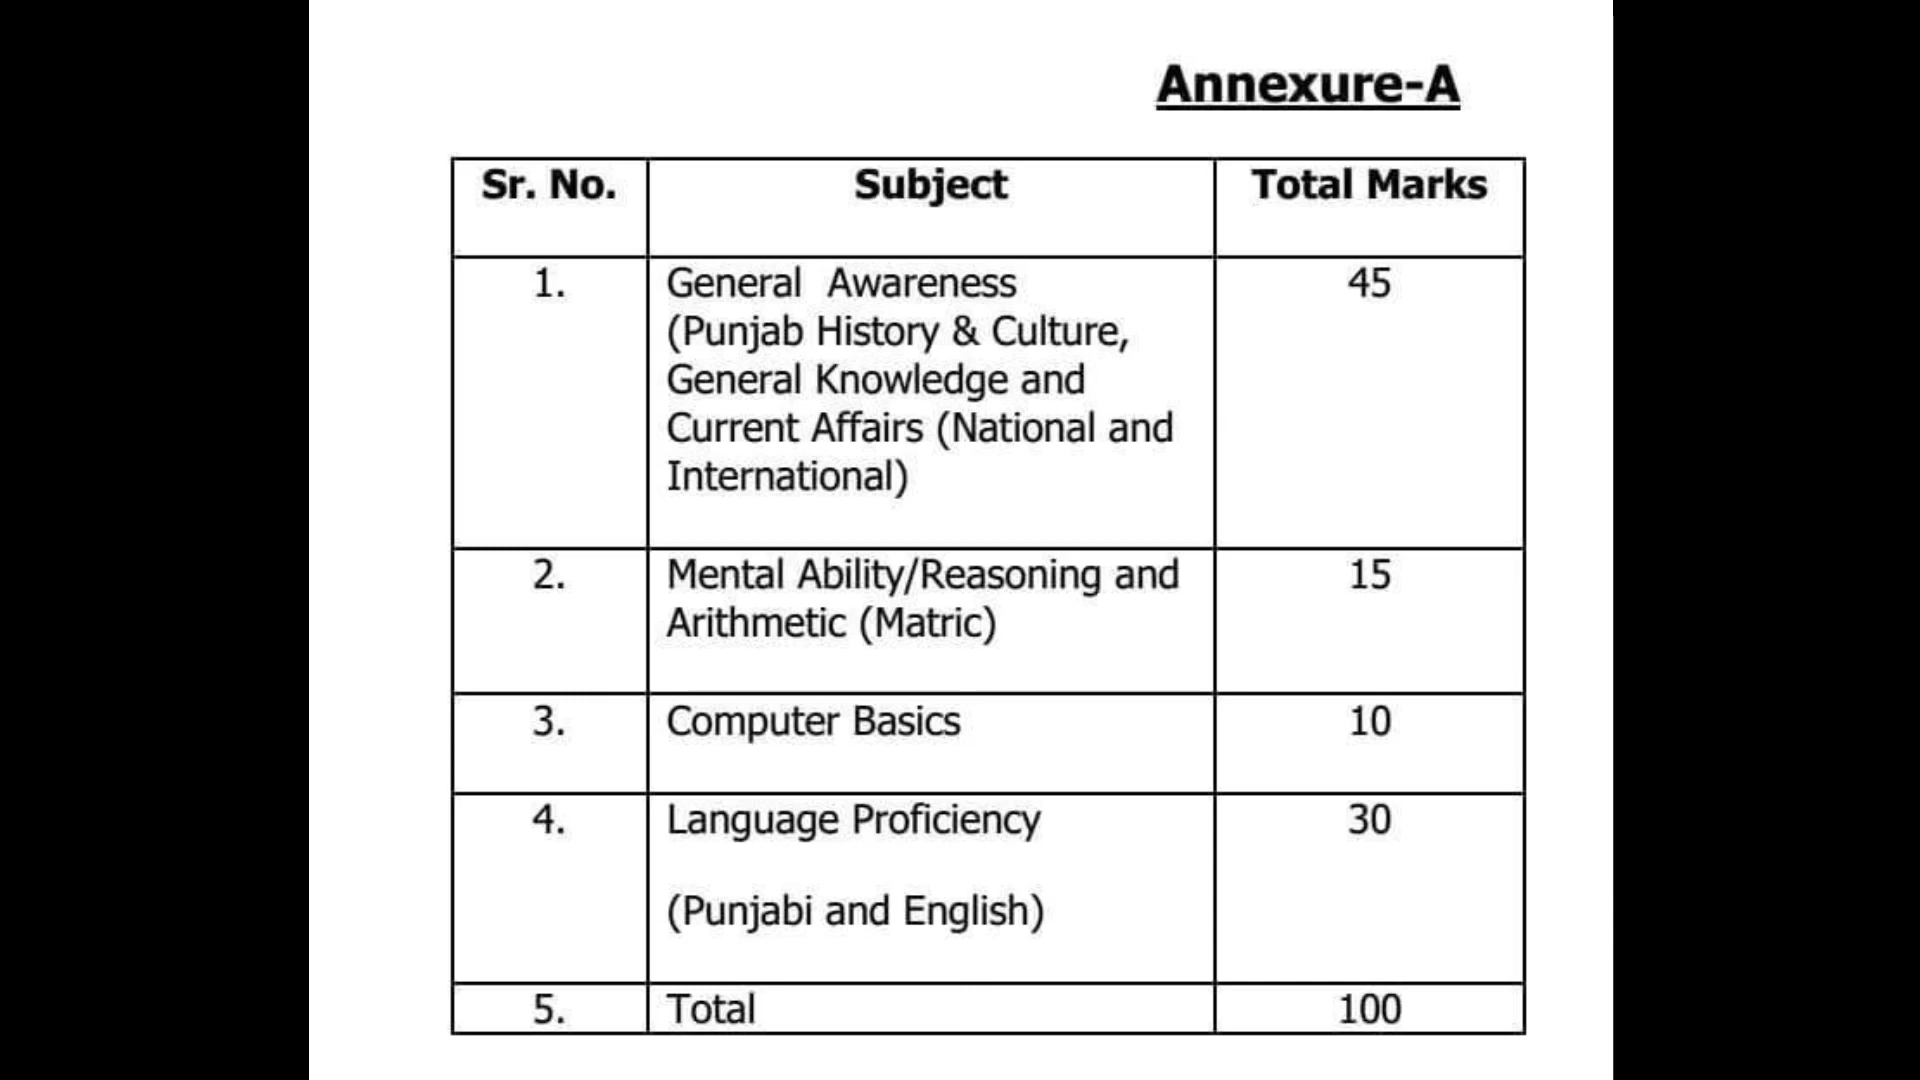 Annexure-A
Sr. No. Subject Total Marks
1. General Awareness 45
(Punjab History & Culture,
General Knowledge and
Current Affairs (National and
International)
2. Mental Ability/Reasoning and 15
Arithmetic (Matric)
3. Computer Basics 10
4. Language Proficiency 30
(Punjabi and English)
5. Total 100